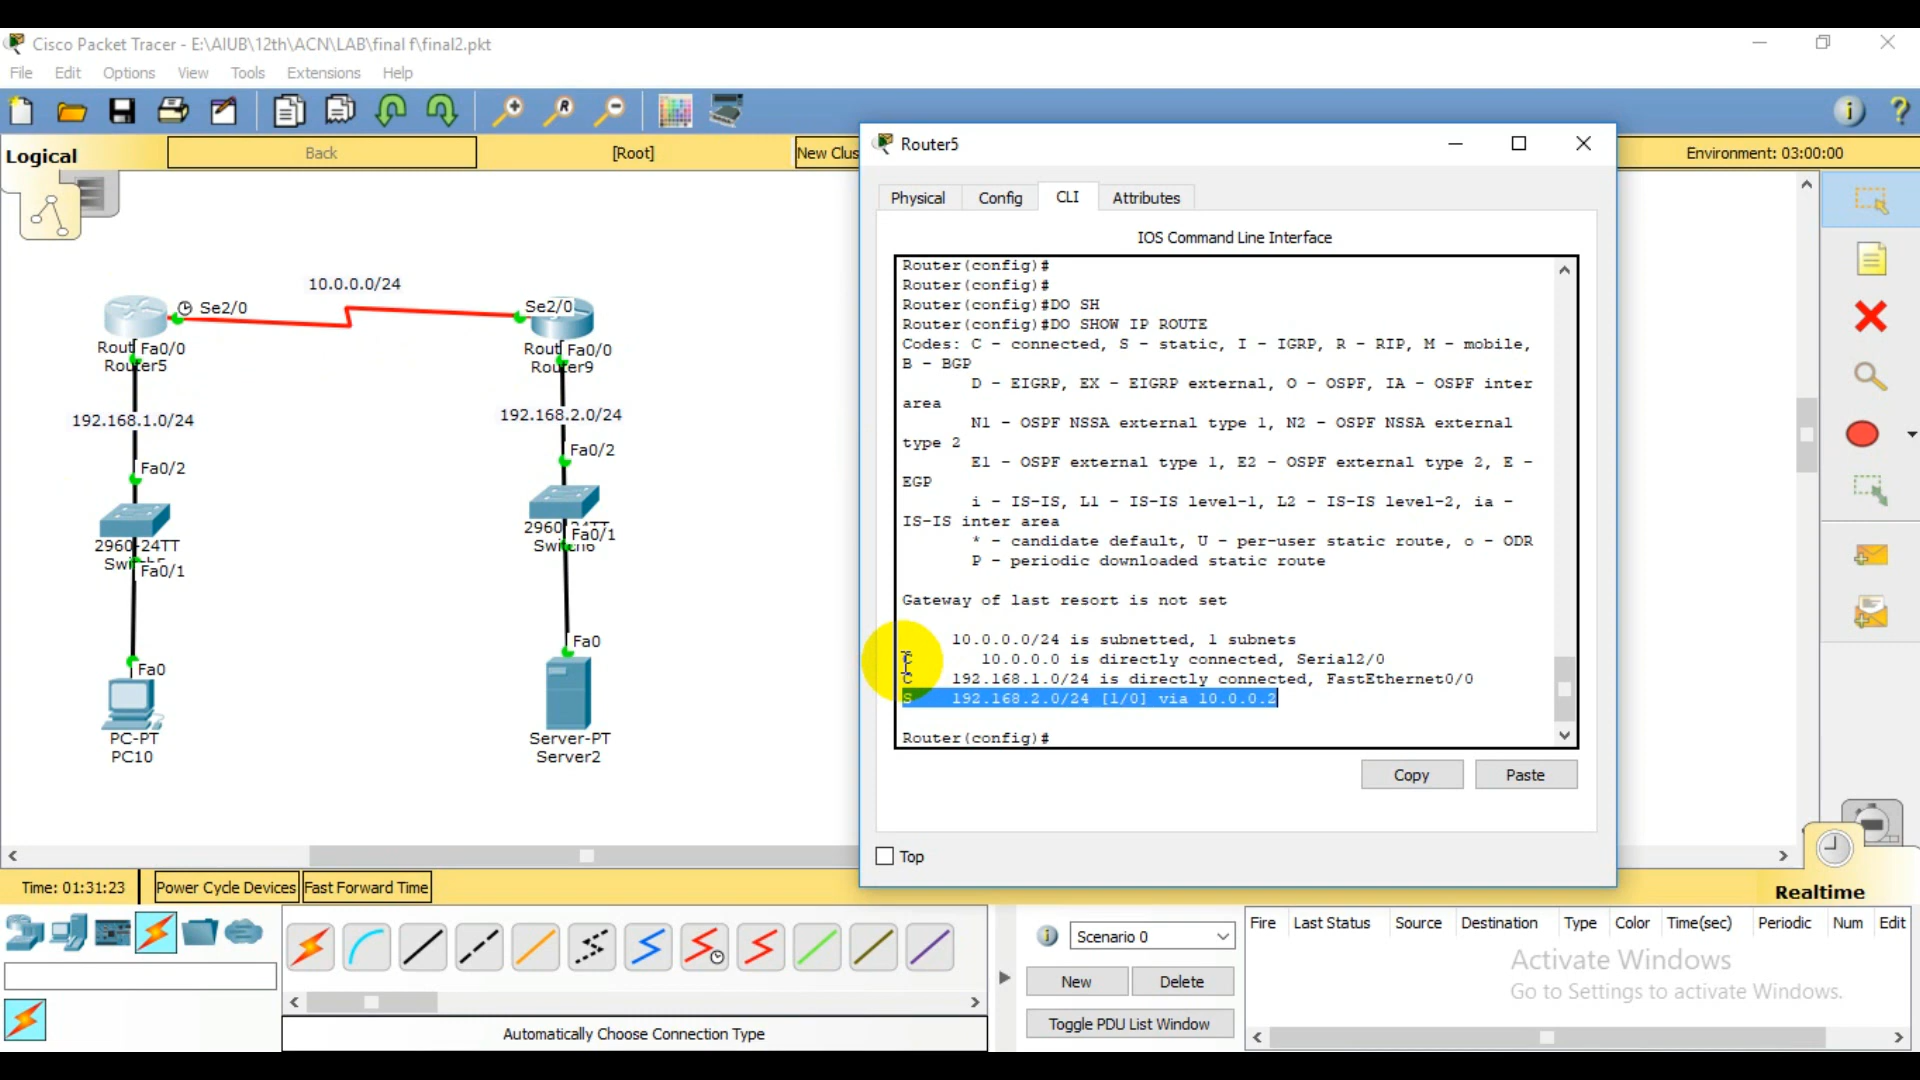 Cisco Packet Tracer - E:\AIUB\12th\ACN\LAB\final f\final2.pkt
File Edit Options View Tools Extensions Help
Logical
Back
[Root]
New Clus
Environment: 03:00:00
Router5
Physical Config CLI Attributes
IOS Command Line Interface
Router(config)#
Router(config)#
Router(config)#DO SH
Router(config)#DO SHOW IP ROUTE
Codes: C - connected, S - static, I - IGRP, R - RIP, M - mobile,
B - BGP
D - EIGRP, EX - EIGRP external, O - OSPF, IA - OSPF inter
area
N1 - OSPF NSSA external type 1, N2 - OSPF NSSA external
type 2
E1 - OSPF external type 1, E2 - OSPF external type 2, E -
EGP
i - IS-IS, L1 - IS-IS level-1, L2 - IS-IS level-2, ia -
IS-IS inter area
* - candidate default, U - per-user static route, o - ODR
P - periodic downloaded static route
Gateway of last resort is not set
10.0.0.0/24 is subnetted, 1 subnets
C 10.0.0.0 is directly connected, Serial2/0
C 192.168.1.0/24 is directly connected, FastEthernet0/0
S 192.168.2.0/24 [1/0] via 10.0.0.2
Router(config)#
Copy Paste
Top
10.0.0.0/24
Se2/0
Se2/0
Rout Fa0/0
Router5
Rout Fa0/0
Router9
192.168.1.0/24
192.168.2.0/24
Fa0/2
Fa0/2
2960-24TT
Fa0/1
2960
Fa0/1
Fa0
Fa0
PC-PT
PC10
Server-PT
Server2
Time: 01:31:23
Power Cycle Devices Fast Forward Time
Realtime
Automatically Choose Connection Type
Scenario 0
New Delete
Toggle PDU List Window
Fire Last Status Source Destination Type Color Time(sec) Periodic Num Edit
Activate Windows
Go to Settings to activate Windows.